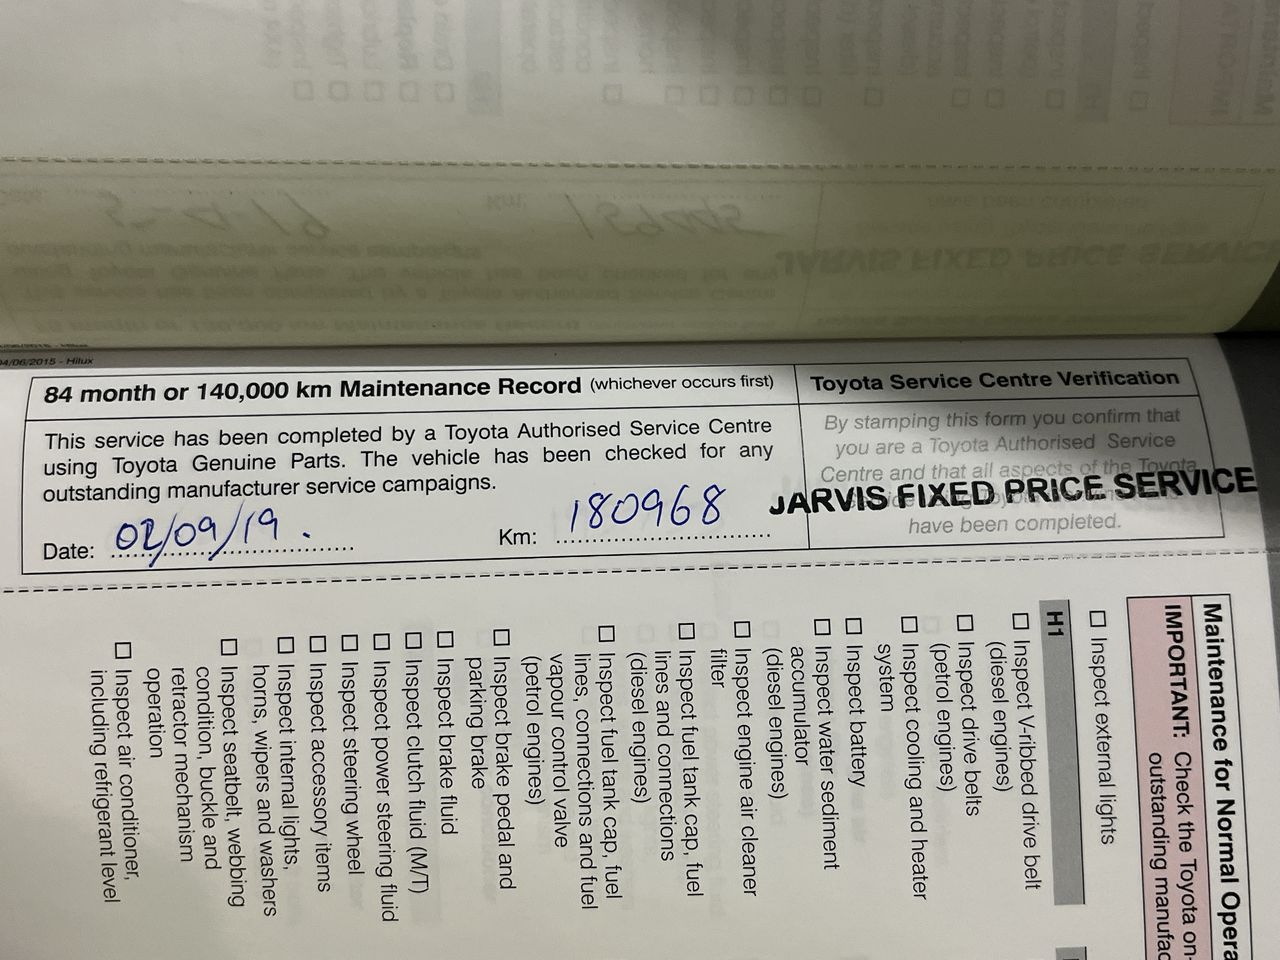 04/06/2015 - Hilux
84 month or 140,000 km Maintenance Record (whichever occurs first)
This service has been completed by a Toyota Authorised Service Centre
using Toyota Genuine Parts. The vehicle has been checked for any
outstanding manufacturer service campaigns.
Date: 02/09/19.
Km: 180968
Toyota Service Centre Verification
By stamping this form you confirm that
you are a Toyota Authorised Service
Centre and that all aspects of the Toyota
have been completed.
JARVIS FIXED PRICE SERVICE
Maintenance for Normal Opera
IMPORTANT: Check the Toyota on-
outstanding manufac
Inspect external lights
H1
Inspect V-ribbed drive belt
(diesel engines)
Inspect drive belts
(petrol engines)
Inspect cooling and heater
system
Inspect battery
Inspect water sediment
accumulator
(diesel engines)
Inspect engine air cleaner
filter
Inspect fuel tank cap, fuel
lines and connections
(diesel engines)
Inspect fuel tank cap, fuel
lines, connections and fuel
vapour control valve
(petrol engines)
Inspect brake pedal and
parking brake
Inspect brake fluid
Inspect clutch fluid (M/T)
Inspect power steering fluid
Inspect steering wheel
Inspect accessory items
Inspect internal lights,
horns, wipers and washers
Inspect seatbelt, webbing
condition, buckle and
retractor mechanism
operation
Inspect air conditioner,
including refrigerant level